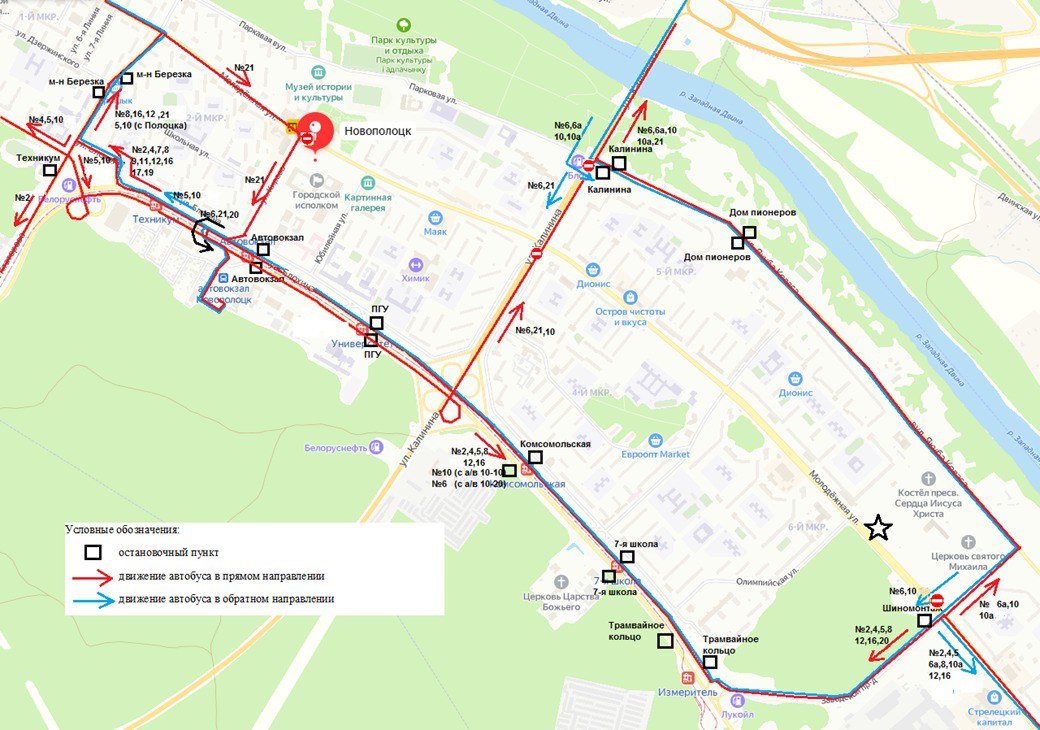 1-Й МКР.
ул. 6-я Линия
ул. 7-я Линия
ул. Дзержинского
Парковая ул.
Парк культуры
и отдыха
Парк культуры
і адпачынку
р. Западная Двина
м-н Березка
м-н Березка
№21
Молодёжная ул.
Музей истории
и культуры
Парковая ул.
№8,16,12 ,21
5,10 (с Полоцка)
2-Й МКР.
Школьная ул.
Новополоцк
№4,5,10
№2,4,7,8
9,11,12,16
17.19
№5,10
Техникум
Белоруснефть
№2
№5,10
Техникум
№6,21,20
№21
Городской
исполком
Картинная
галерея
Юбилейная ул.
Маяк
Автовокзал
Автовокзал
автовокзал
Новополоцк
Химик
ПГУ
ПГУ
Университет
№6,6а
10,10а
№6,6а,10
10а,21
Калинина
Калинина
№6,21
ул. Калинина
Дом пионеров
Дом пионеров
5-Й МКР.
Дионис
Остров чистоты
и вкуса
р. Западная Двина
Двинская ул.
р. Западная Двина
№6,21,10
4-Й МКР.
Дионис
Евроопт Market
Белоруснефть
ул. Калинина
№2,4,5,8
12,16
№10 (с а/в 10-10)
№6 (с а/в 10-20)
Комсомольская
Комсомольская
Молодёжная ул.
6-Й МКР.
Костёл пресв.
Сердца Иисуса
Христа
Церковь святого
Михаила
Условные обозначения:
остановочный пункт
движение автобуса в прямом направлении
движение автобуса в обратном направлении
7-я школа
7-я школа
7-я школа
Церковь Царства
Божьего
Олимпийская ул.
№6,10
Шиномонтаж
№ 6а,10
10а
Трамвайное
кольцо
Трамвайное
кольцо
№2,4,5,8
12,16,20
№2,4,5
6а,8,10а
12,16
Измеритель
Лукойл
Стрелецкий
капитал